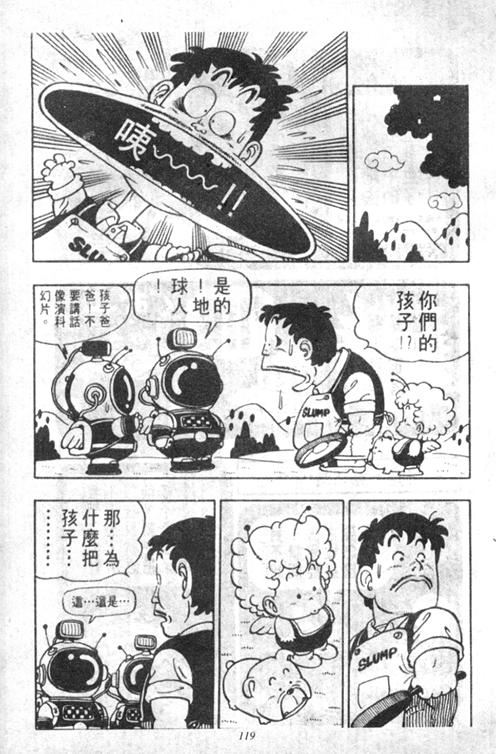 咦～～～!!
SLUMP
你們的
孩子!?
是的
！地
球人
！
孩子爸
爸！不
要講話
像演科
幻片。
SLUMP
SLUMP
那…為
什麼把
孩子…
………
這…這是…
119